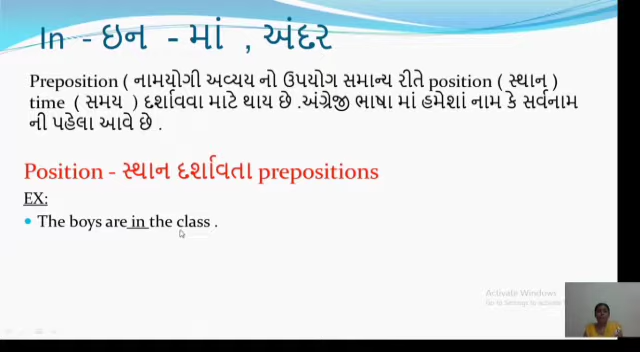 In - ઇન - માં , અંદર
Preposition ( નામયોગી અવ્યય નો ઉપયોગ સમાન્ય રીતે position ( સ્થાન )
time ( સમય ) દર્શાવવા માટે થાય છે .અંગ્રેજી ભાષા માં હમેશાં નામ કે સર્વનામ
ની પહેલા આવે છે .
Position - સ્થાન દર્શાવતા prepositions
EX:
• The boys are in the class .
Activate Windows
Go to Settings to activate